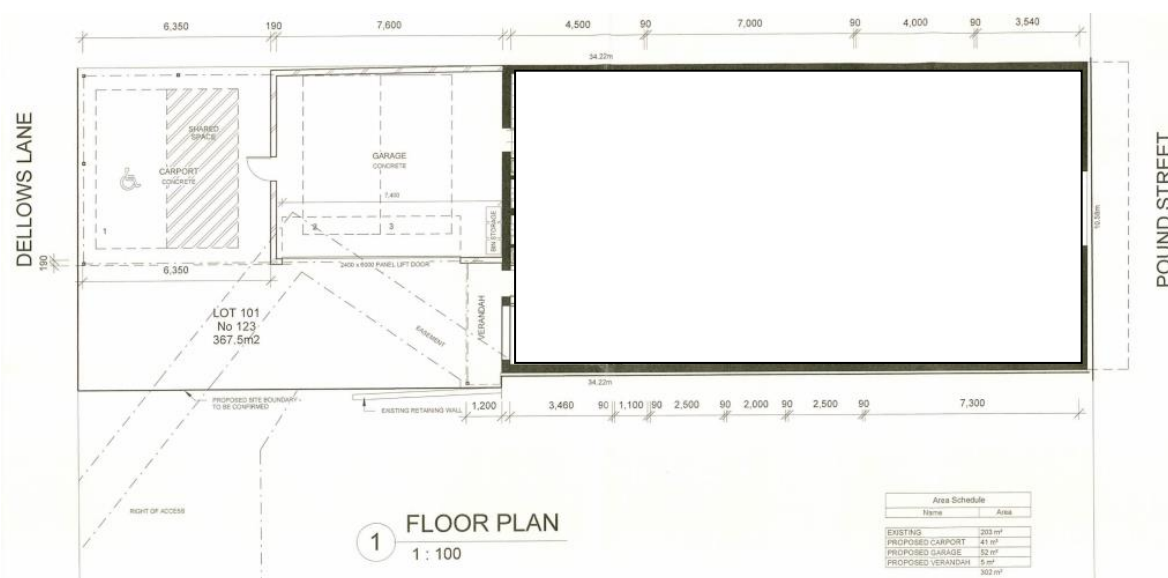 6,350 190 7,600 4,500 90 7,000 90 4,000 90 3,540
34.22m
DELLOWS LANE
SHARED
SPACE
CARPORT
CONCRETE
1
GARAGE
CONCRETE
7,400
2
3
BIN STORAGE
10.58m
POUND STREET
190
6,350
2400 x 6000 PANEL LIFT DOOR
VERANDAH
EASEMENT
LOT 101
No 123
367.5m2
34.22m
PROPOSED SITE BOUNDARY
TO BE CONFIRMED
EXISTING RETAINING WALL
1,200 3,460 90 1,100 90 2,500 90 2,000 90 2,500 90 7,300
RIGHT OF ACCESS
1 FLOOR PLAN
1 : 100
Area Schedule
Name Area
EXISTING 203 m²
PROPOSED CARPORT 41 m²
PROPOSED GARAGE 52 m²
PROPOSED VERANDAH 5 m²
302 m²